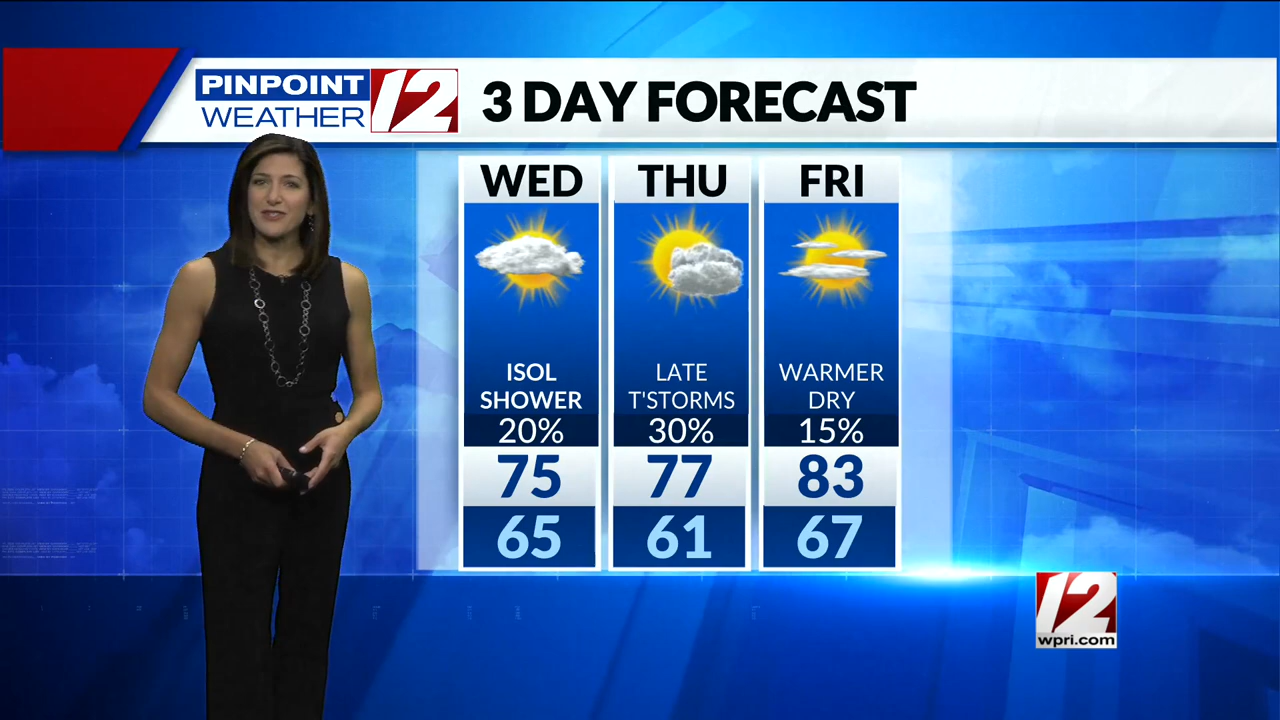 PINPOINT
WEATHER 12
3 DAY FORECAST
WED THU FRI
ISOL
SHOWER
20%
75
65
LATE
T'STORMS
30%
77
61
WARMER
DRY
15%
83
67
12
wpri.com